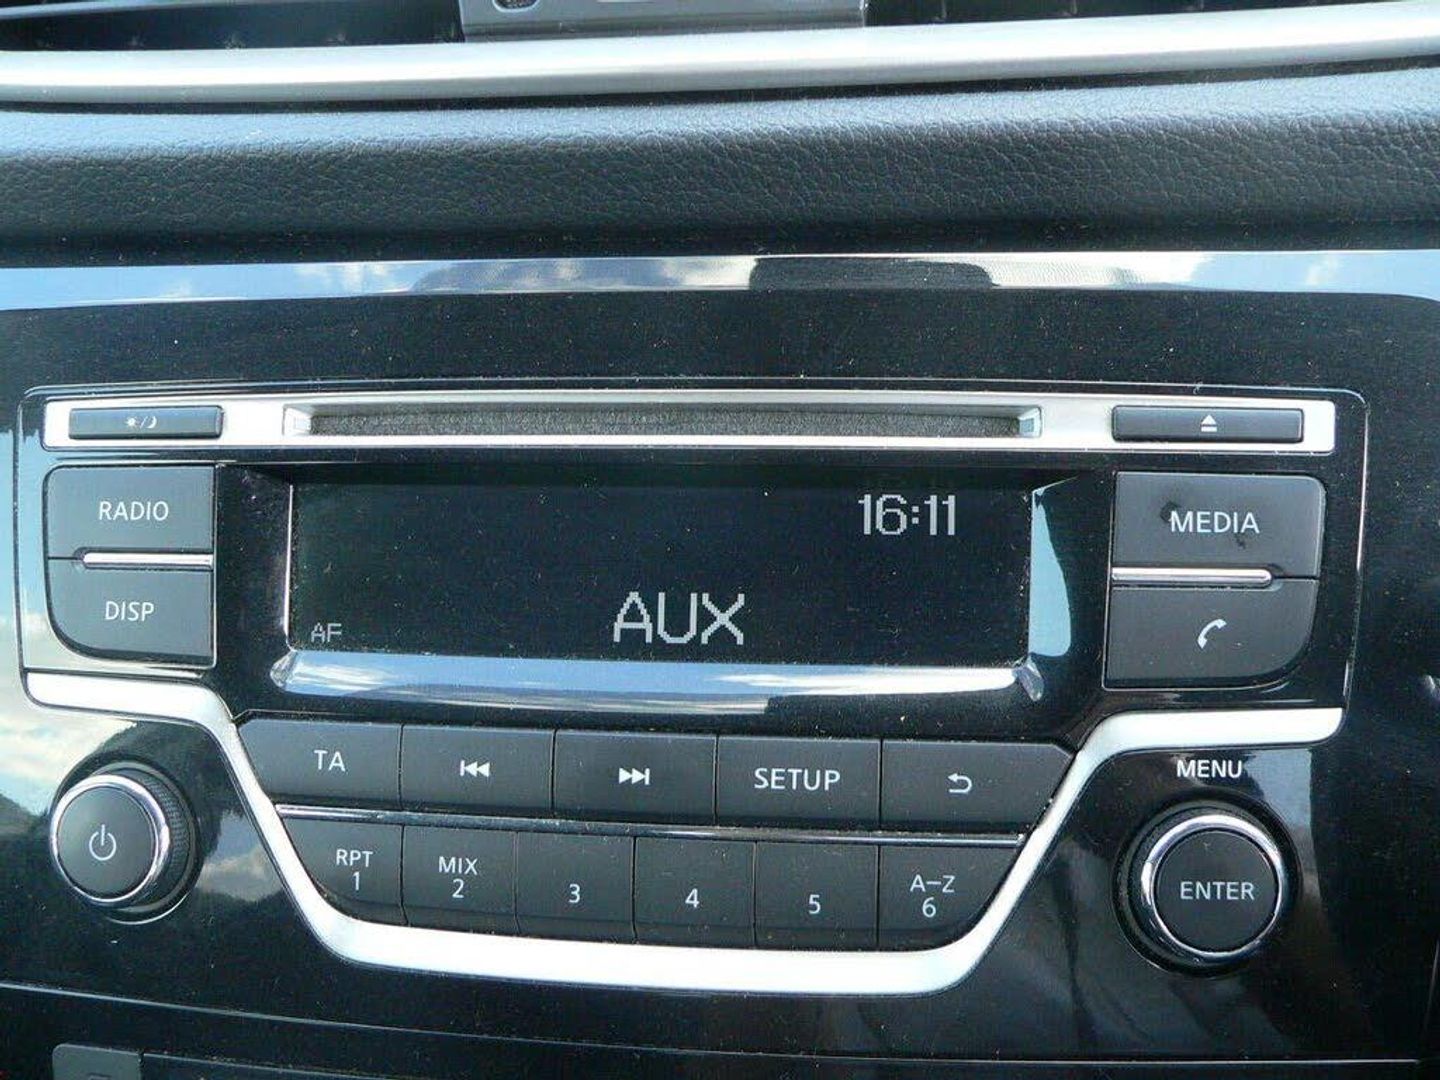 RADIO
16:11
MEDIA
DISP
AF
AUX
TA
SETUP
MENU
RPT
1
MIX
2
3
4
5
A–Z
6
ENTER